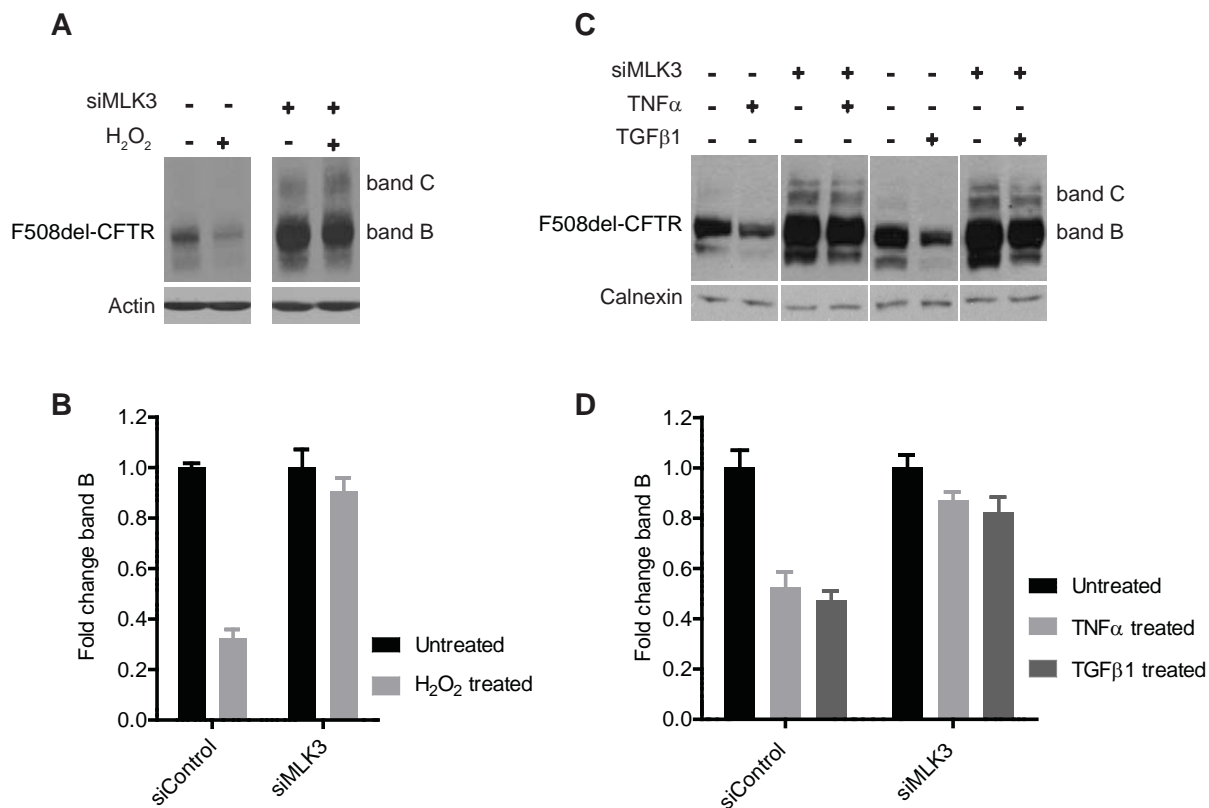 A
siMLK3 - - + +
H₂O₂ - + - +
band C
F508del-CFTR band B
Actin
C
siMLK3 - - + + - - + +
TNFα - + - + - - - -
TGFβ1 - - - - - + - +
band C
F508del-CFTR band B
Calnexin
B
Fold change band B
1.2
1.0
0.8
0.6
0.4
0.2
0.0
siControl
siMLK3
Untreated
H₂O₂ treated
D
Fold change band B
1.2
1.0
0.8
0.6
0.4
0.2
0.0
siControl
siMLK3
Untreated
TNFα treated
TGFβ1 treated